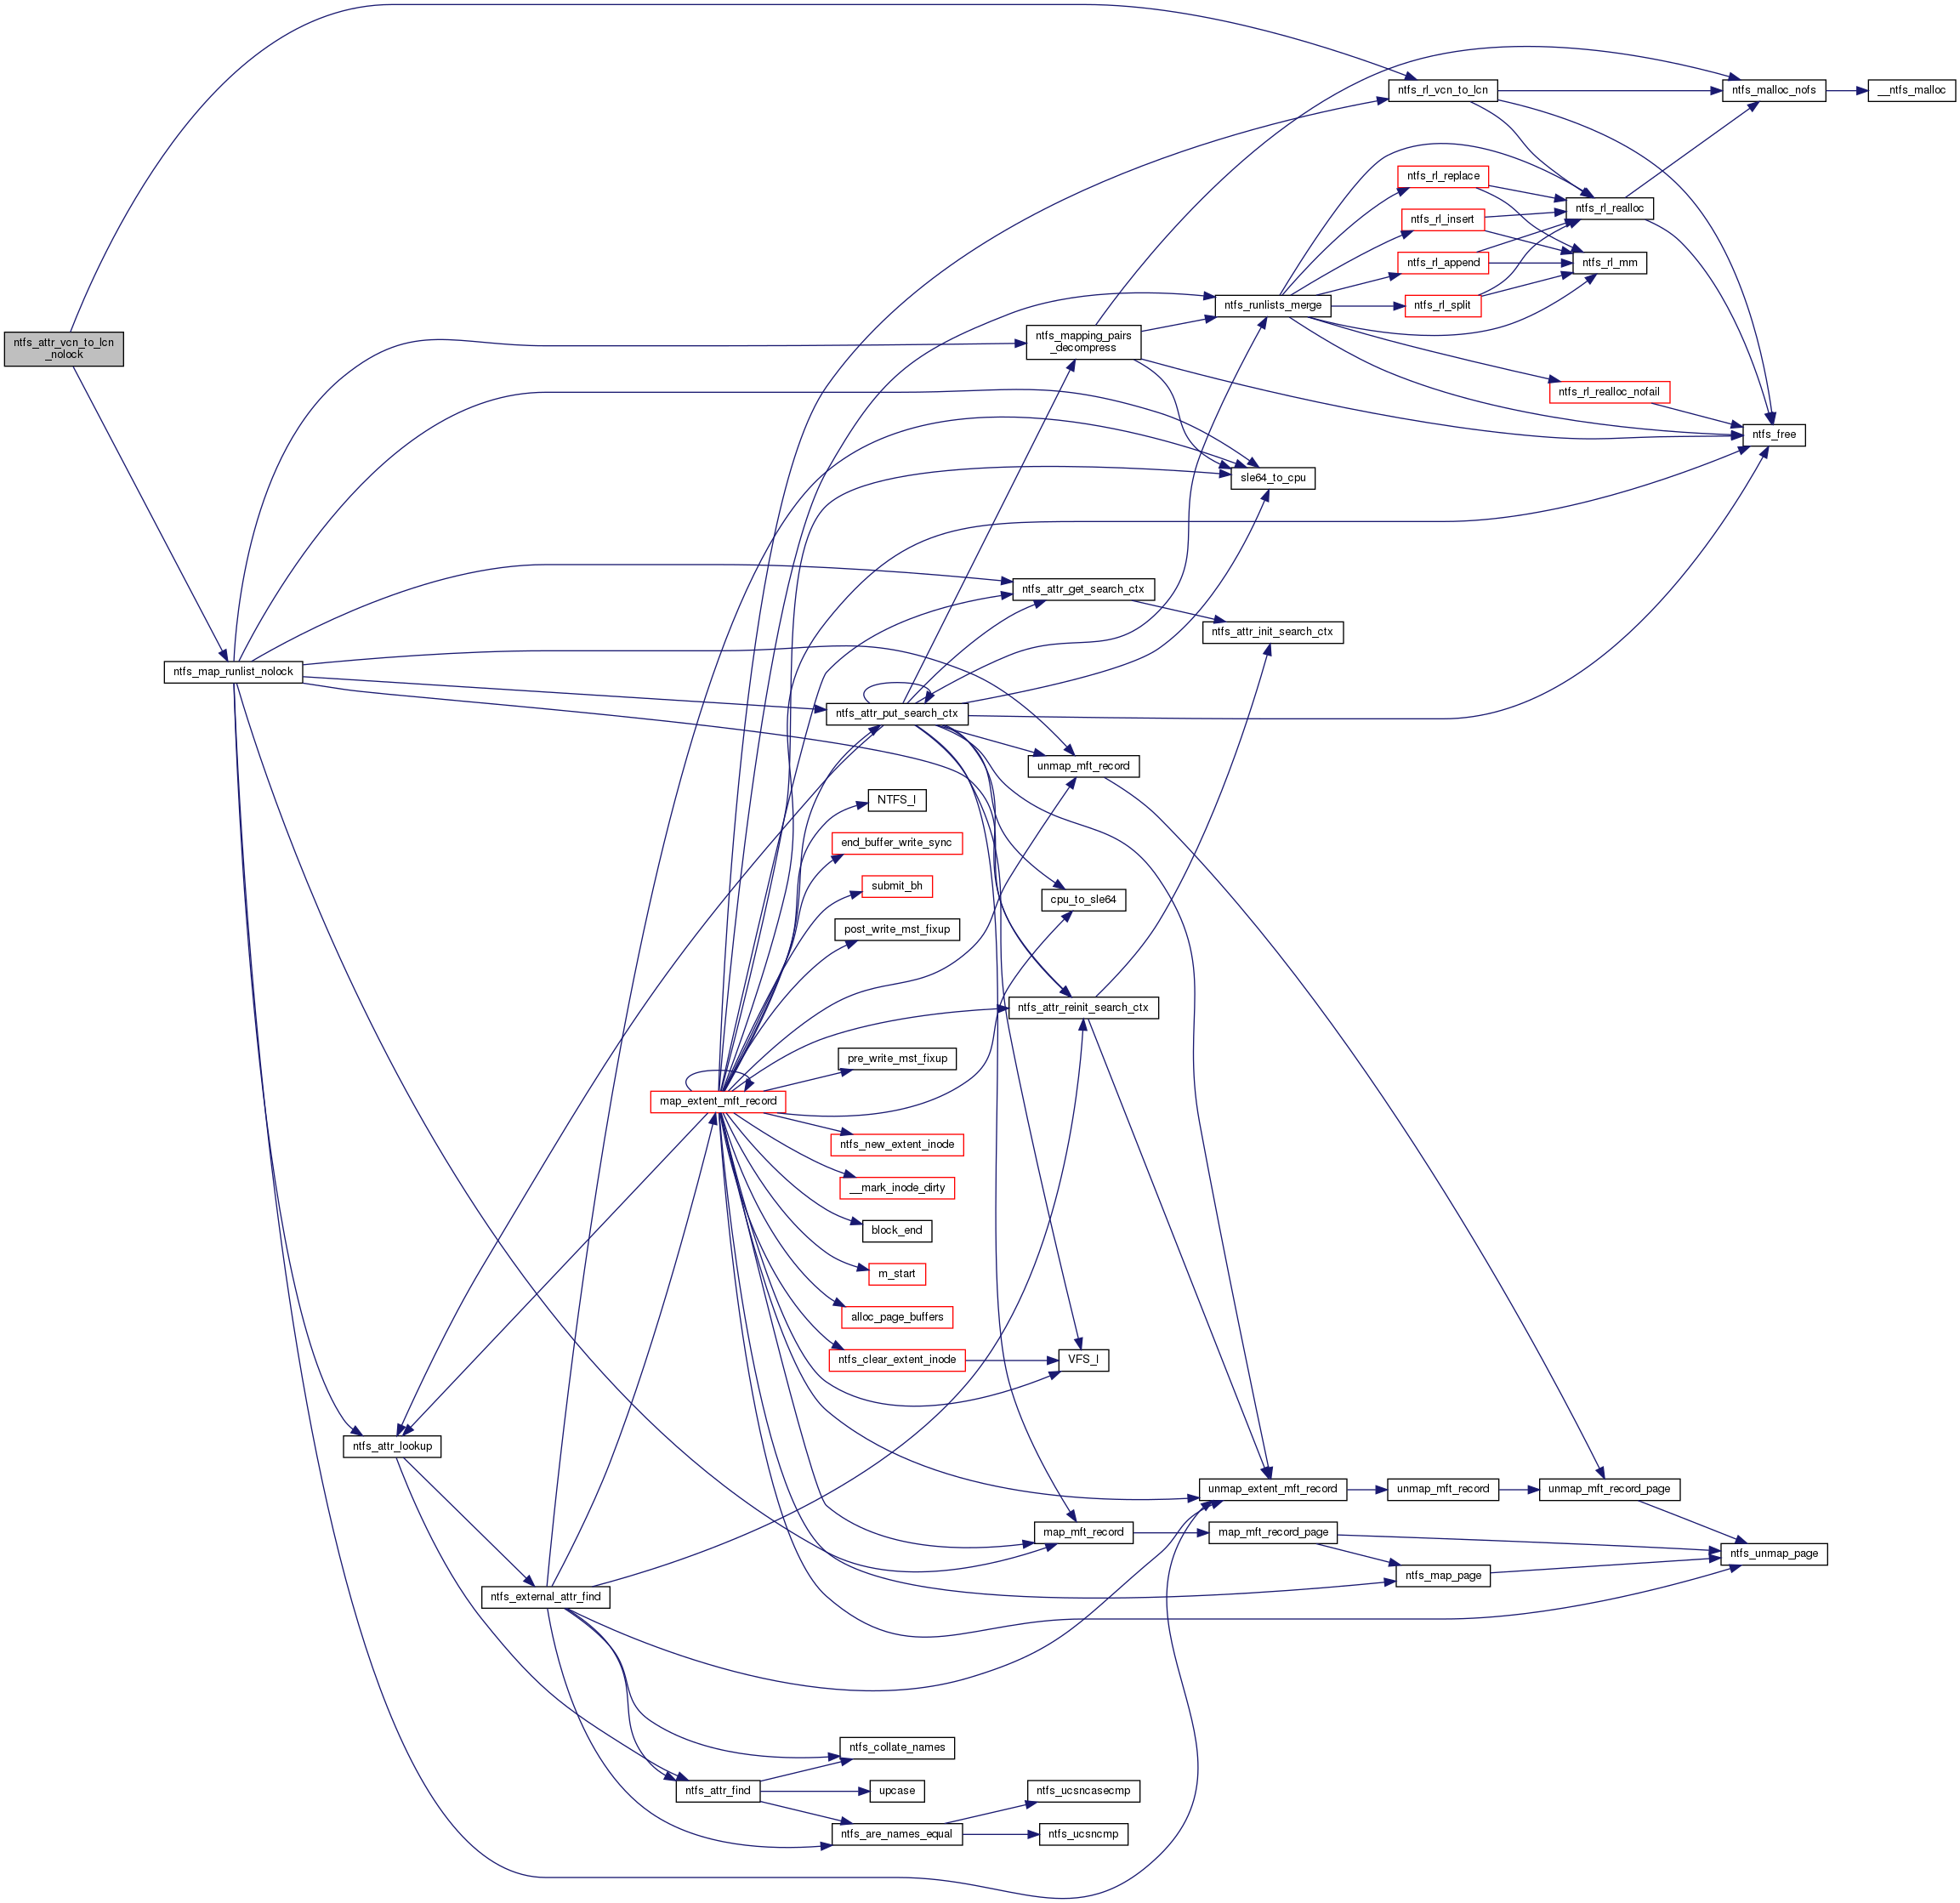 ntfs_rl_vcn_to_lcn
ntfs_malloc_nofs
__ntfs_malloc
ntfs_rl_replace
ntfs_rl_realloc
ntfs_rl_insert
ntfs_rl_append
ntfs_rl_mm
ntfs_runlists_merge
ntfs_rl_split
ntfs_attr_vcn_to_lcn
_nolock
ntfs_mapping_pairs
_decompress
ntfs_rl_realloc_nofail
ntfs_free
sle64_to_cpu
ntfs_attr_get_search_ctx
ntfs_attr_init_search_ctx
ntfs_map_runlist_nolock
ntfs_attr_put_search_ctx
unmap_mft_record
NTFS_I
end_buffer_write_sync
submit_bh
cpu_to_sle64
post_write_mst_fixup
ntfs_attr_reinit_search_ctx
pre_write_mst_fixup
map_extent_mft_record
ntfs_new_extent_inode
__mark_inode_dirty
block_end
m_start
alloc_page_buffers
ntfs_clear_extent_inode
VFS_I
ntfs_attr_lookup
unmap_extent_mft_record
unmap_mft_record
unmap_mft_record_page
map_mft_record
map_mft_record_page
ntfs_unmap_page
ntfs_map_page
ntfs_external_attr_find
ntfs_collate_names
ntfs_attr_find
upcase
ntfs_ucsncasecmp
ntfs_are_names_equal
ntfs_ucsncmp